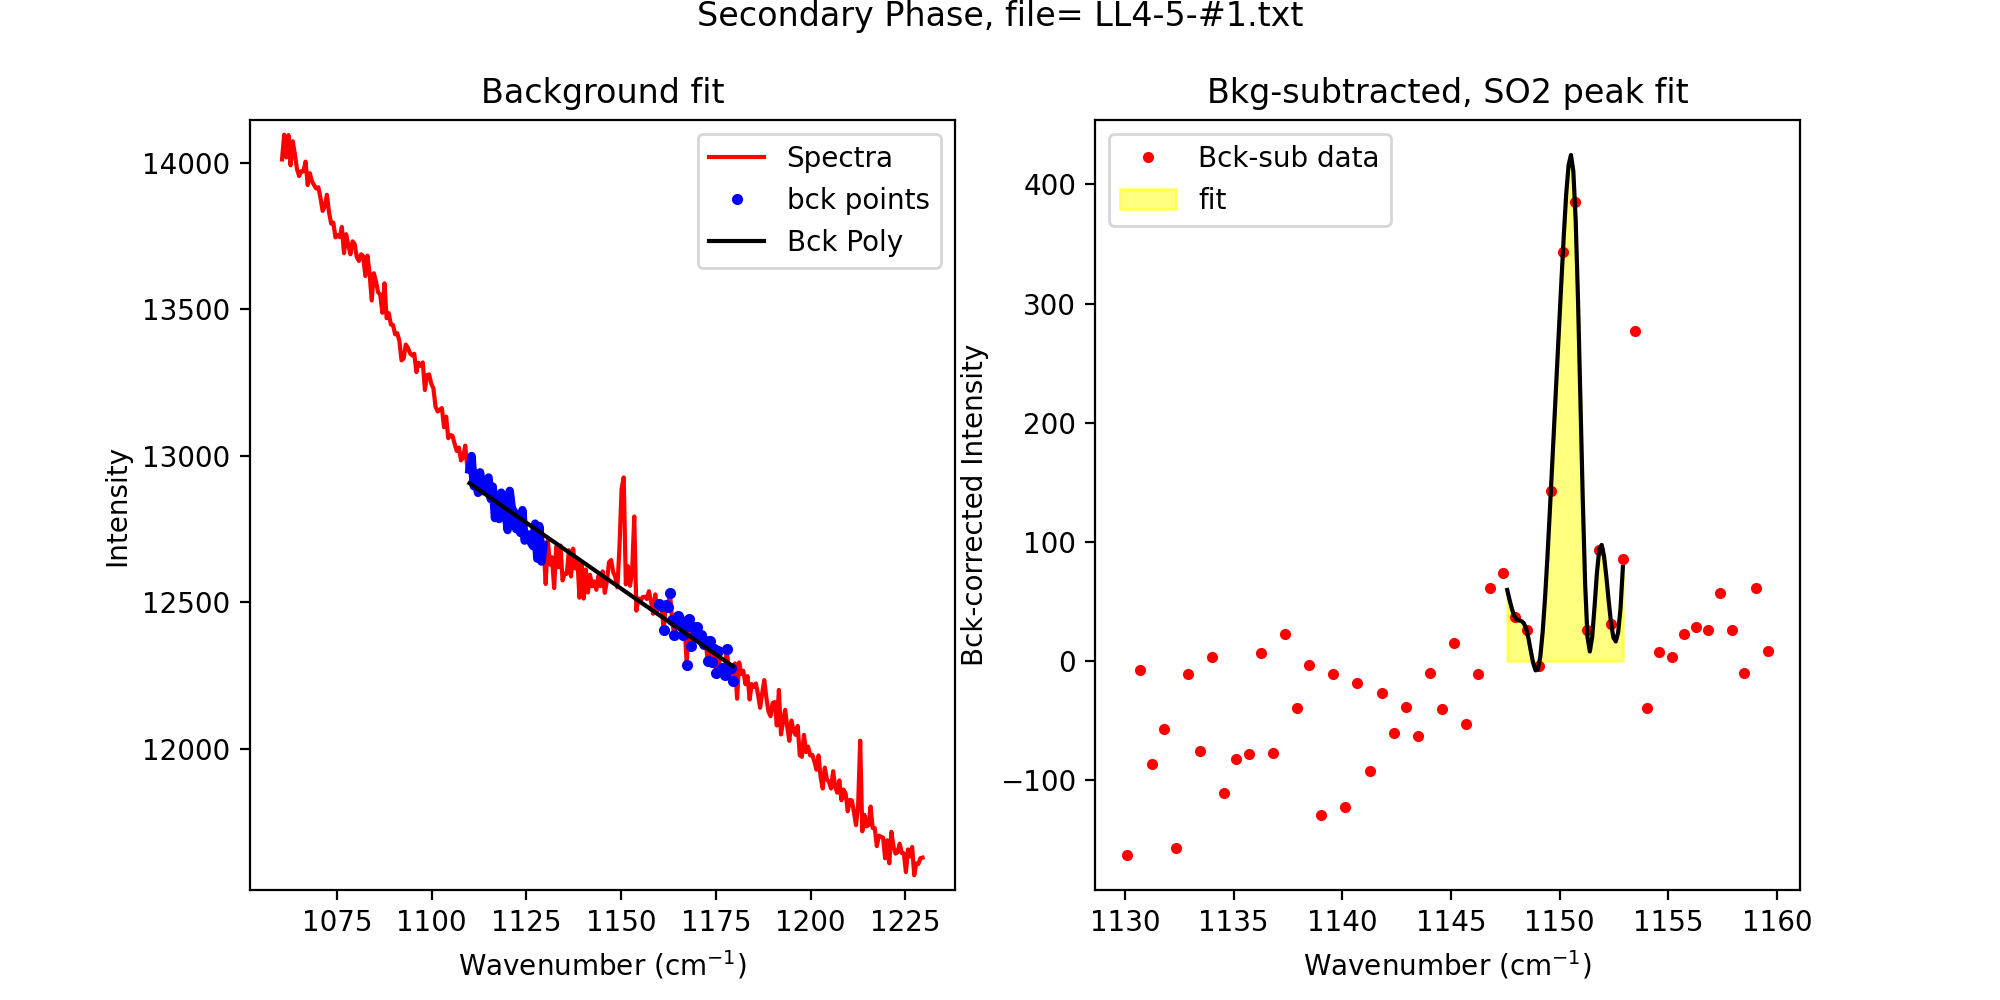 Secondary Phase, file= LL4-5-#1.txt
Background fit
Spectra
bck points
Bck Poly
Intensity
14000
13500
13000
12500
12000
1075 1100 1125 1150 1175 1200 1225
Wavenumber (cm⁻¹)
Bkg-subtracted, SO2 peak fit
Bck-sub data
fit
Bck-corrected Intensity
400
300
200
100
0
−100
1130 1135 1140 1145 1150 1155 1160
Wavenumber (cm⁻¹)